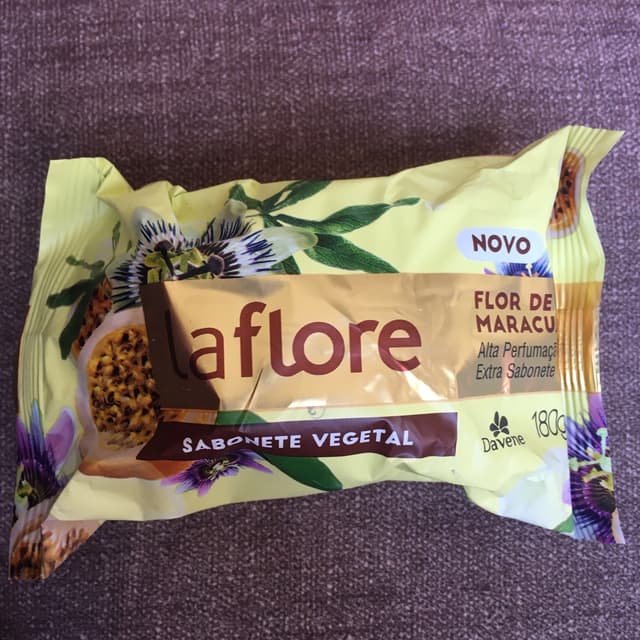 NOVO
laflore
FLOR DE
MARACU
Alta Perfumaçã
Extra Sabonete
SABONETE VEGETAL
Davene
180g